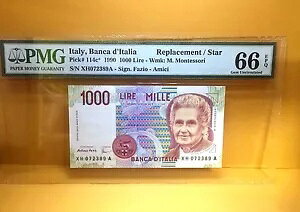 PMG
PAPER MONEY GUARANTY
Italy, Banca d'Italia Replacement / Star
Pick# 114c* 1990 1000 Lire - Wmk: M. Montessori
S/N XH072389A - Sign. Fazio - Amici
66 EPQ
Gem Uncirculated
1000 LIRE MILLE
BANCA D'ITALIA
XH 072389 A
XH 072389 A